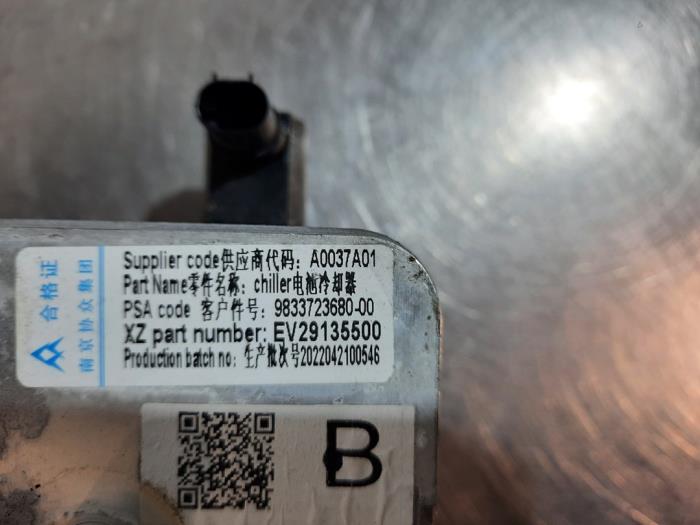 合格证
南京协众集团
Supplier code供应商代码: A0037A01
Part Name零件名称: chiller电池冷却器
PSA code 客户件号: 9833723680-00
XZ part number: EV29135500
Production batch no: 生产批次号2022042100546
B